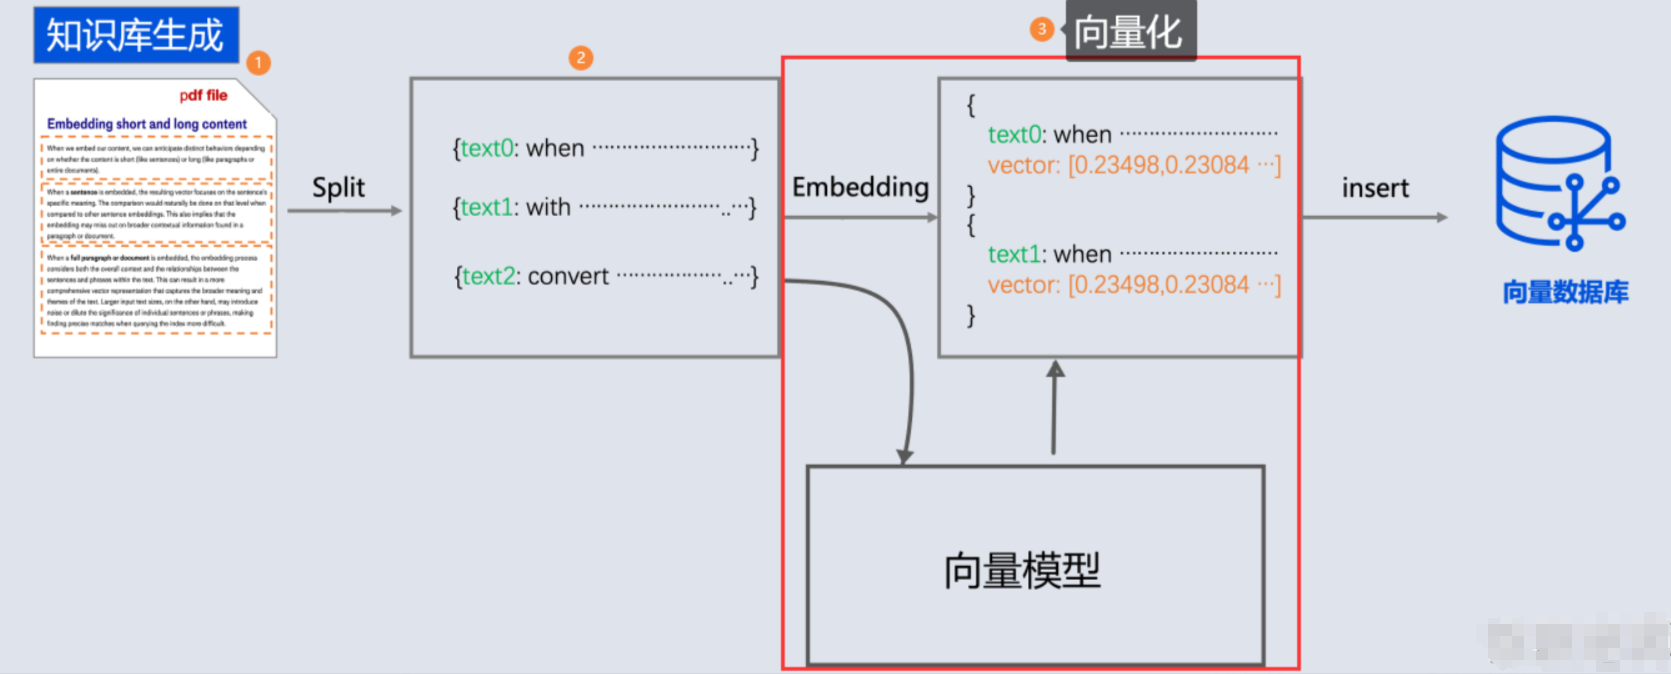 知识库生成
1
pdf file
Embedding short and long content
When we embed our content, we can anticipate distinct behaviors depending
on whether the content is short (like sentences) or long (like paragraphs or
entire documents).
When a sentence is embedded, the resulting vector focuses on the sentence's
specific meaning. The comparison would naturally be done on that level when
compared to other sentence embeddings. This also implies that the
embedding may miss out on broader contextual information found in a
paragraph or document.
When a full paragraph or document is embedded, the embedding process
considers both the overall context and the relationships between the
sentences and phrases within the text. This can result in a more
comprehensive vector representation that captures the broader meaning and
themes of the text. Larger input text sizes, on the other hand, may introduce
noise or dilute the significance of individual sentences or phrases, making
finding precise matches when querying the index more difficult.
Split
2
{text0: when ··························}
{text1: with ························..···}
{text2: convert ··················..···}
3
向量化
Embedding
{
text0: when ··························
vector: [0.23498,0.23084 ···]
}
{
text1: when ··························
vector: [0.23498,0.23084 ···]
}
向量模型
insert
向量数据库